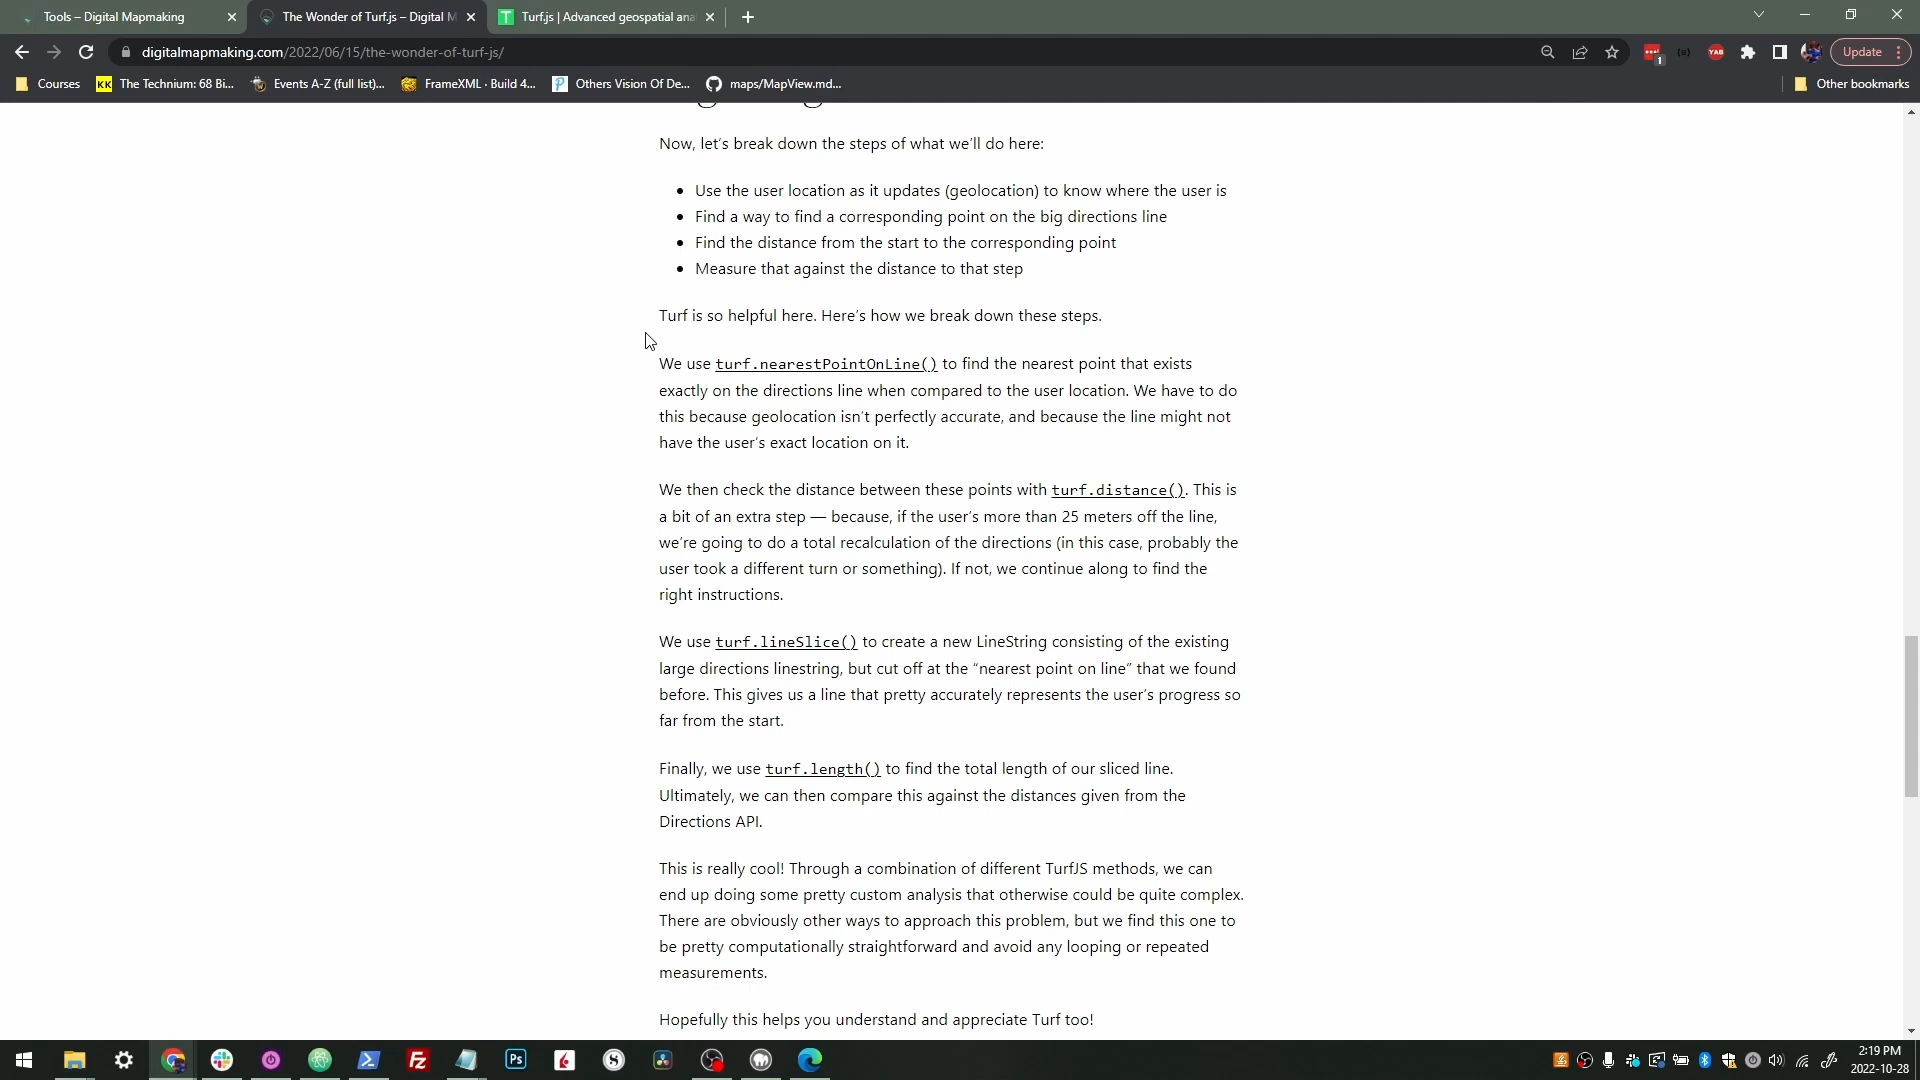 Tools – Digital Mapmaking
The Wonder of Turf.js – Digital M
Turf.js | Advanced geospatial ana
digitalmapmaking.com/2022/06/15/the-wonder-of-turf-js/
1
YAB
Update
Courses
KK
The Technium: 68 Bi...
Events A-Z (full list)...
FrameXML · Build 4...
Others Vision Of De...
maps/MapView.md...
Other bookmarks
Now, let’s break down the steps of what we’ll do here:
• Use the user location as it updates (geolocation) to know where the user is
• Find a way to find a corresponding point on the big directions line
• Find the distance from the start to the corresponding point
• Measure that against the distance to that step
Turf is so helpful here. Here’s how we break down these steps.
We use turf.nearestPointOnLine() to find the nearest point that exists
exactly on the directions line when compared to the user location. We have to do
this because geolocation isn’t perfectly accurate, and because the line might not
have the user’s exact location on it.
We then check the distance between these points with turf.distance(). This is
a bit of an extra step — because, if the user’s more than 25 meters off the line,
we’re going to do a total recalculation of the directions (in this case, probably the
user took a different turn or something). If not, we continue along to find the
right instructions.
We use turf.lineSlice() to create a new LineString consisting of the existing
large directions linestring, but cut off at the “nearest point on line” that we found
before. This gives us a line that pretty accurately represents the user’s progress so
far from the start.
Finally, we use turf.length() to find the total length of our sliced line.
Ultimately, we can then compare this against the distances given from the
Directions API.
This is really cool! Through a combination of different TurfJS methods, we can
end up doing some pretty custom analysis that otherwise could be quite complex.
There are obviously other ways to approach this problem, but we find this one to
be pretty computationally straightforward and avoid any looping or repeated
measurements.
Hopefully this helps you understand and appreciate Turf too!
Fz
Ps
S
2:19 PM
2022-10-28